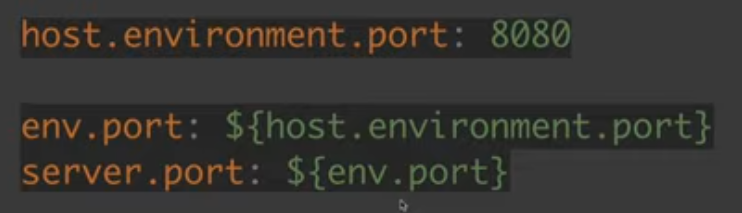 host.environment.port: 8080
env.port: ${host.environment.port}
server.port: ${env.port}